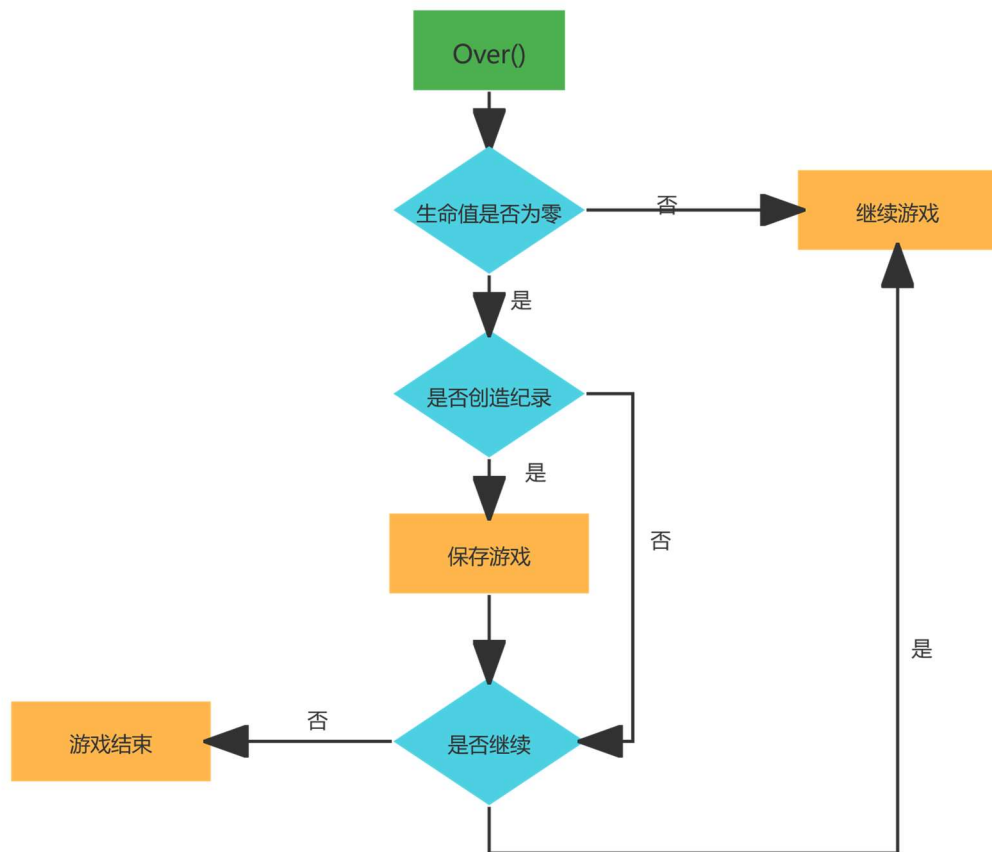 Over()
生命值是否为零
否
继续游戏
是
是否创造纪录
是
保存游戏
否
是
游戏结束
否
是否继续